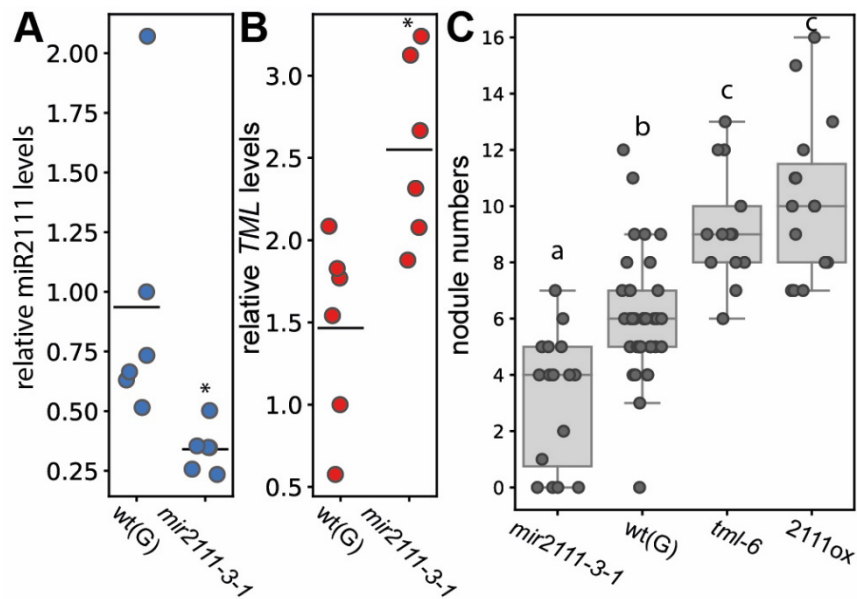 A
relative miR2111 levels
2.00
1.75
1.50
1.25
1.00
0.75
0.50
0.25
*
wt(G)
mir2111-3-1
B
relative TML levels
3.0
2.5
2.0
1.5
1.0
0.5
*
wt(G)
mir2111-3-1
C
nodule numbers
16
14
12
10
8
6
4
2
0
a
b
c
c
mir2111-3-1
wt(G)
tml-6
2111ox